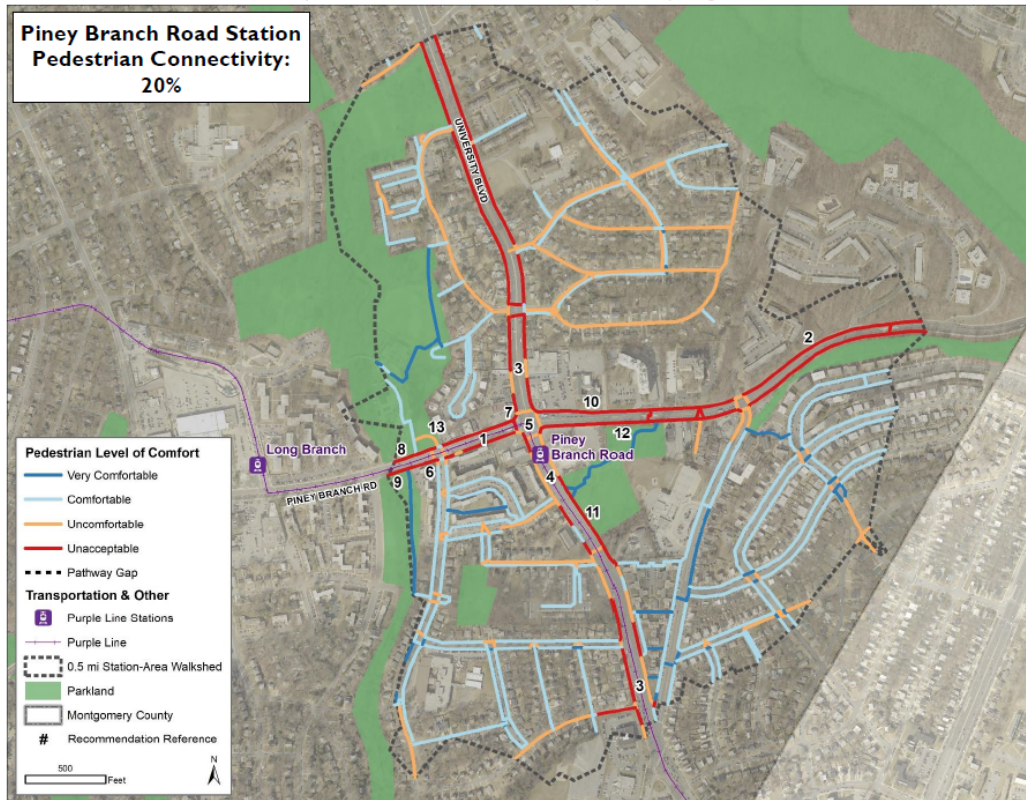 Piney Branch Road Station
Pedestrian Connectivity:
20%
UNIVERSITY BLVD
2
3
10
7
5
12
13
1
8
Piney
Branch Road
Long Branch
6
4
9
PINEY BRANCH RD
11
3
Pedestrian Level of Comfort
Very Comfortable
Comfortable
Uncomfortable
Unacceptable
Pathway Gap
Transportation & Other
Purple Line Stations
Purple Line
0.5 mi Station-Area Walkshed
Parkland
Montgomery County
# Recommendation Reference
500
Feet
N